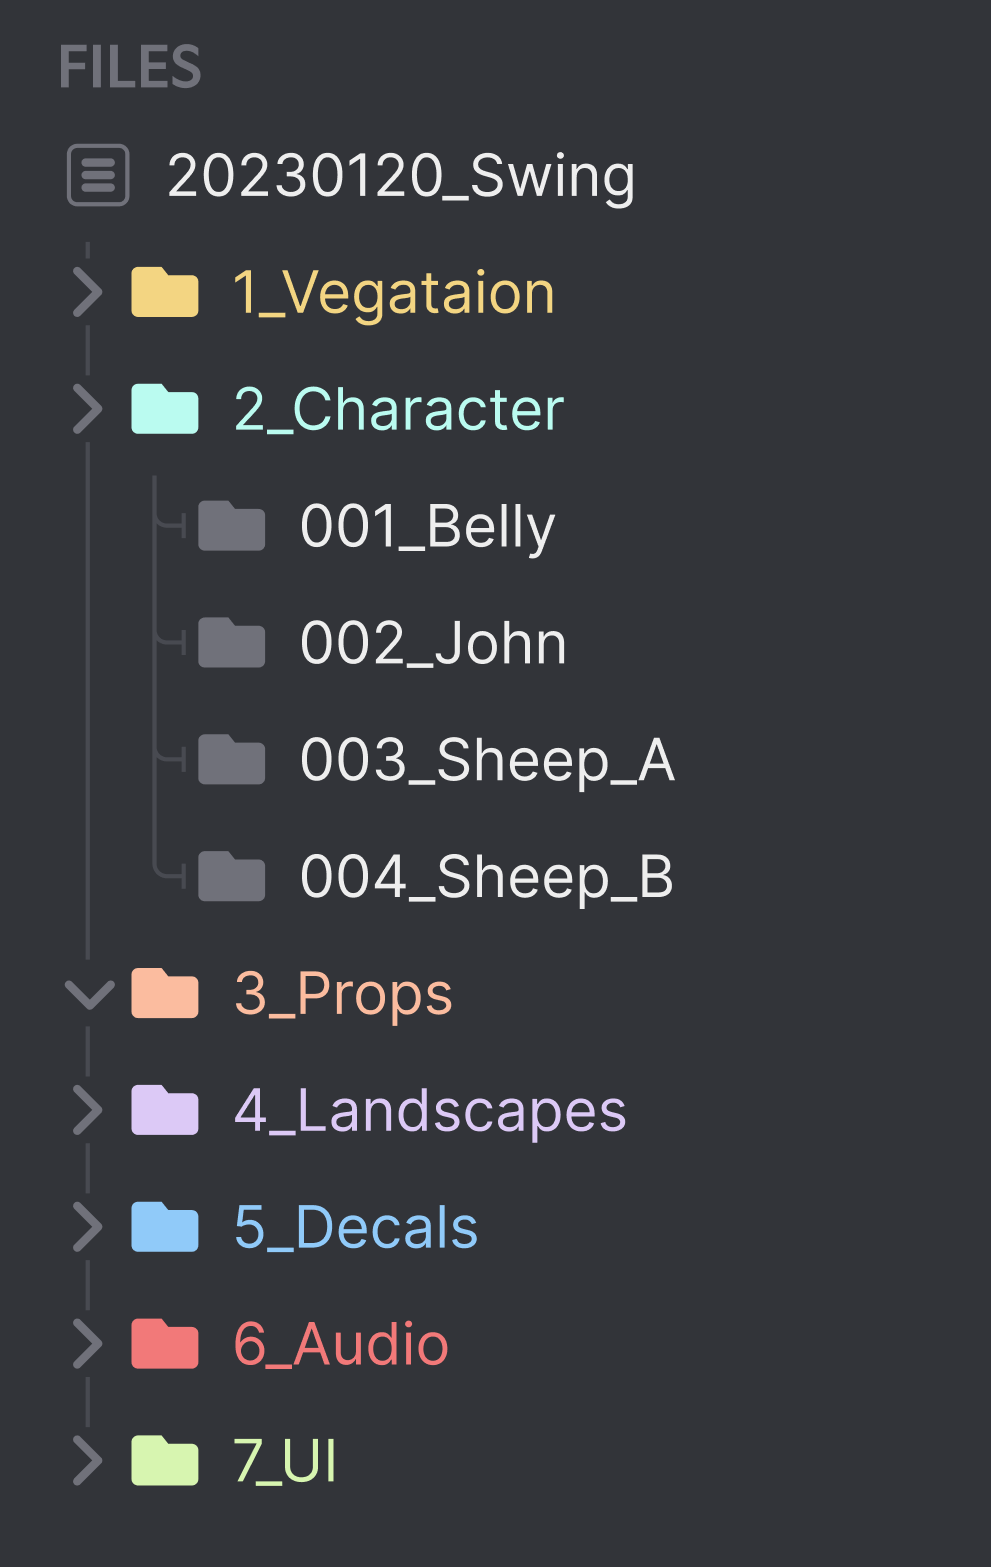 FILES
20230120_Swing
1_Vegataion
2_Character
001_Belly
002_John
003_Sheep_A
004_Sheep_B
3_Props
4_Landscapes
5_Decals
6_Audio
7_UI